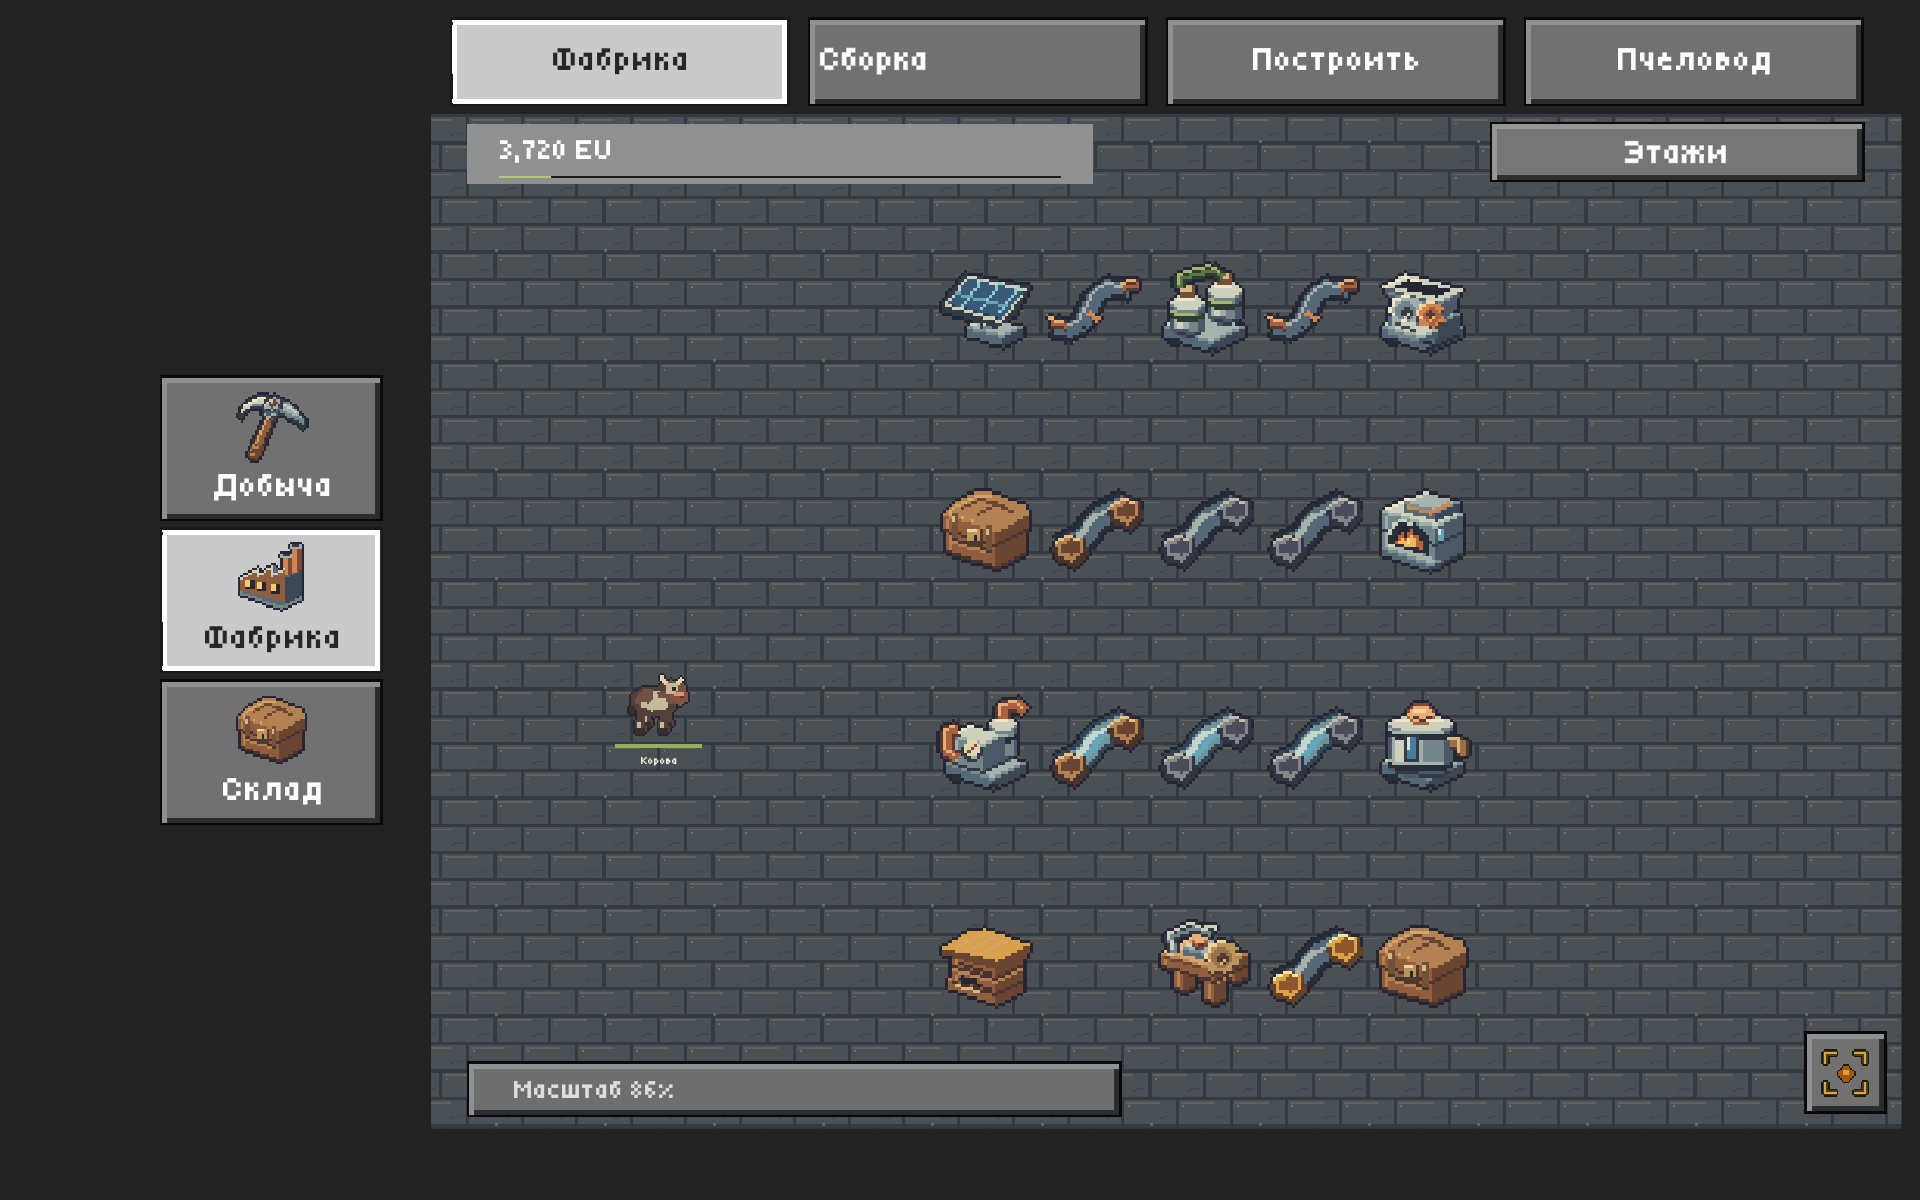 Фабрика
Сборка
Построить
Пчеловод
3,720 EU
Этажи
Добыча
Фабрика
Склад
Корова
Масштаб 86%